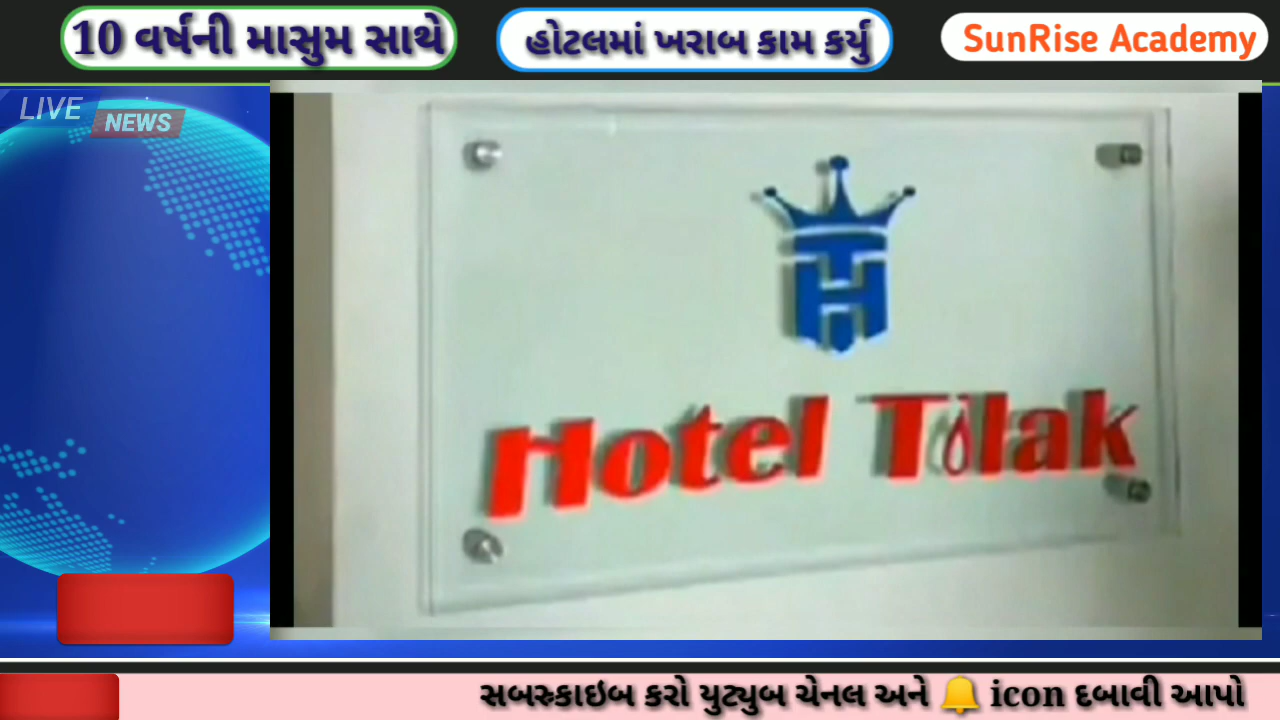 10 વર્ષની માસુમ સાથે
હોટલમાં ખરાબ કામ કર્યુ
SunRise Academy
LIVE
NEWS
TH
Hotel Tilak
સબસ્ક્રાઇબ કરો યુટ્યુબ ચેનલ અને 🔔 icon દબાવી આપો